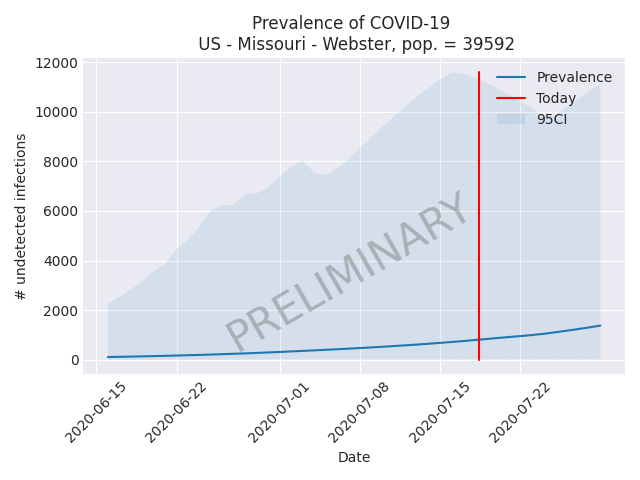 Prevalence of COVID-19
US - Missouri - Webster, pop. = 39592
12000
10000
8000
6000
4000
2000
0
# undetected infections
Prevalence
Today
95CI
PRELIMINARY
2020-06-15
2020-06-22
2020-07-01
2020-07-08
2020-07-15
2020-07-22
Date